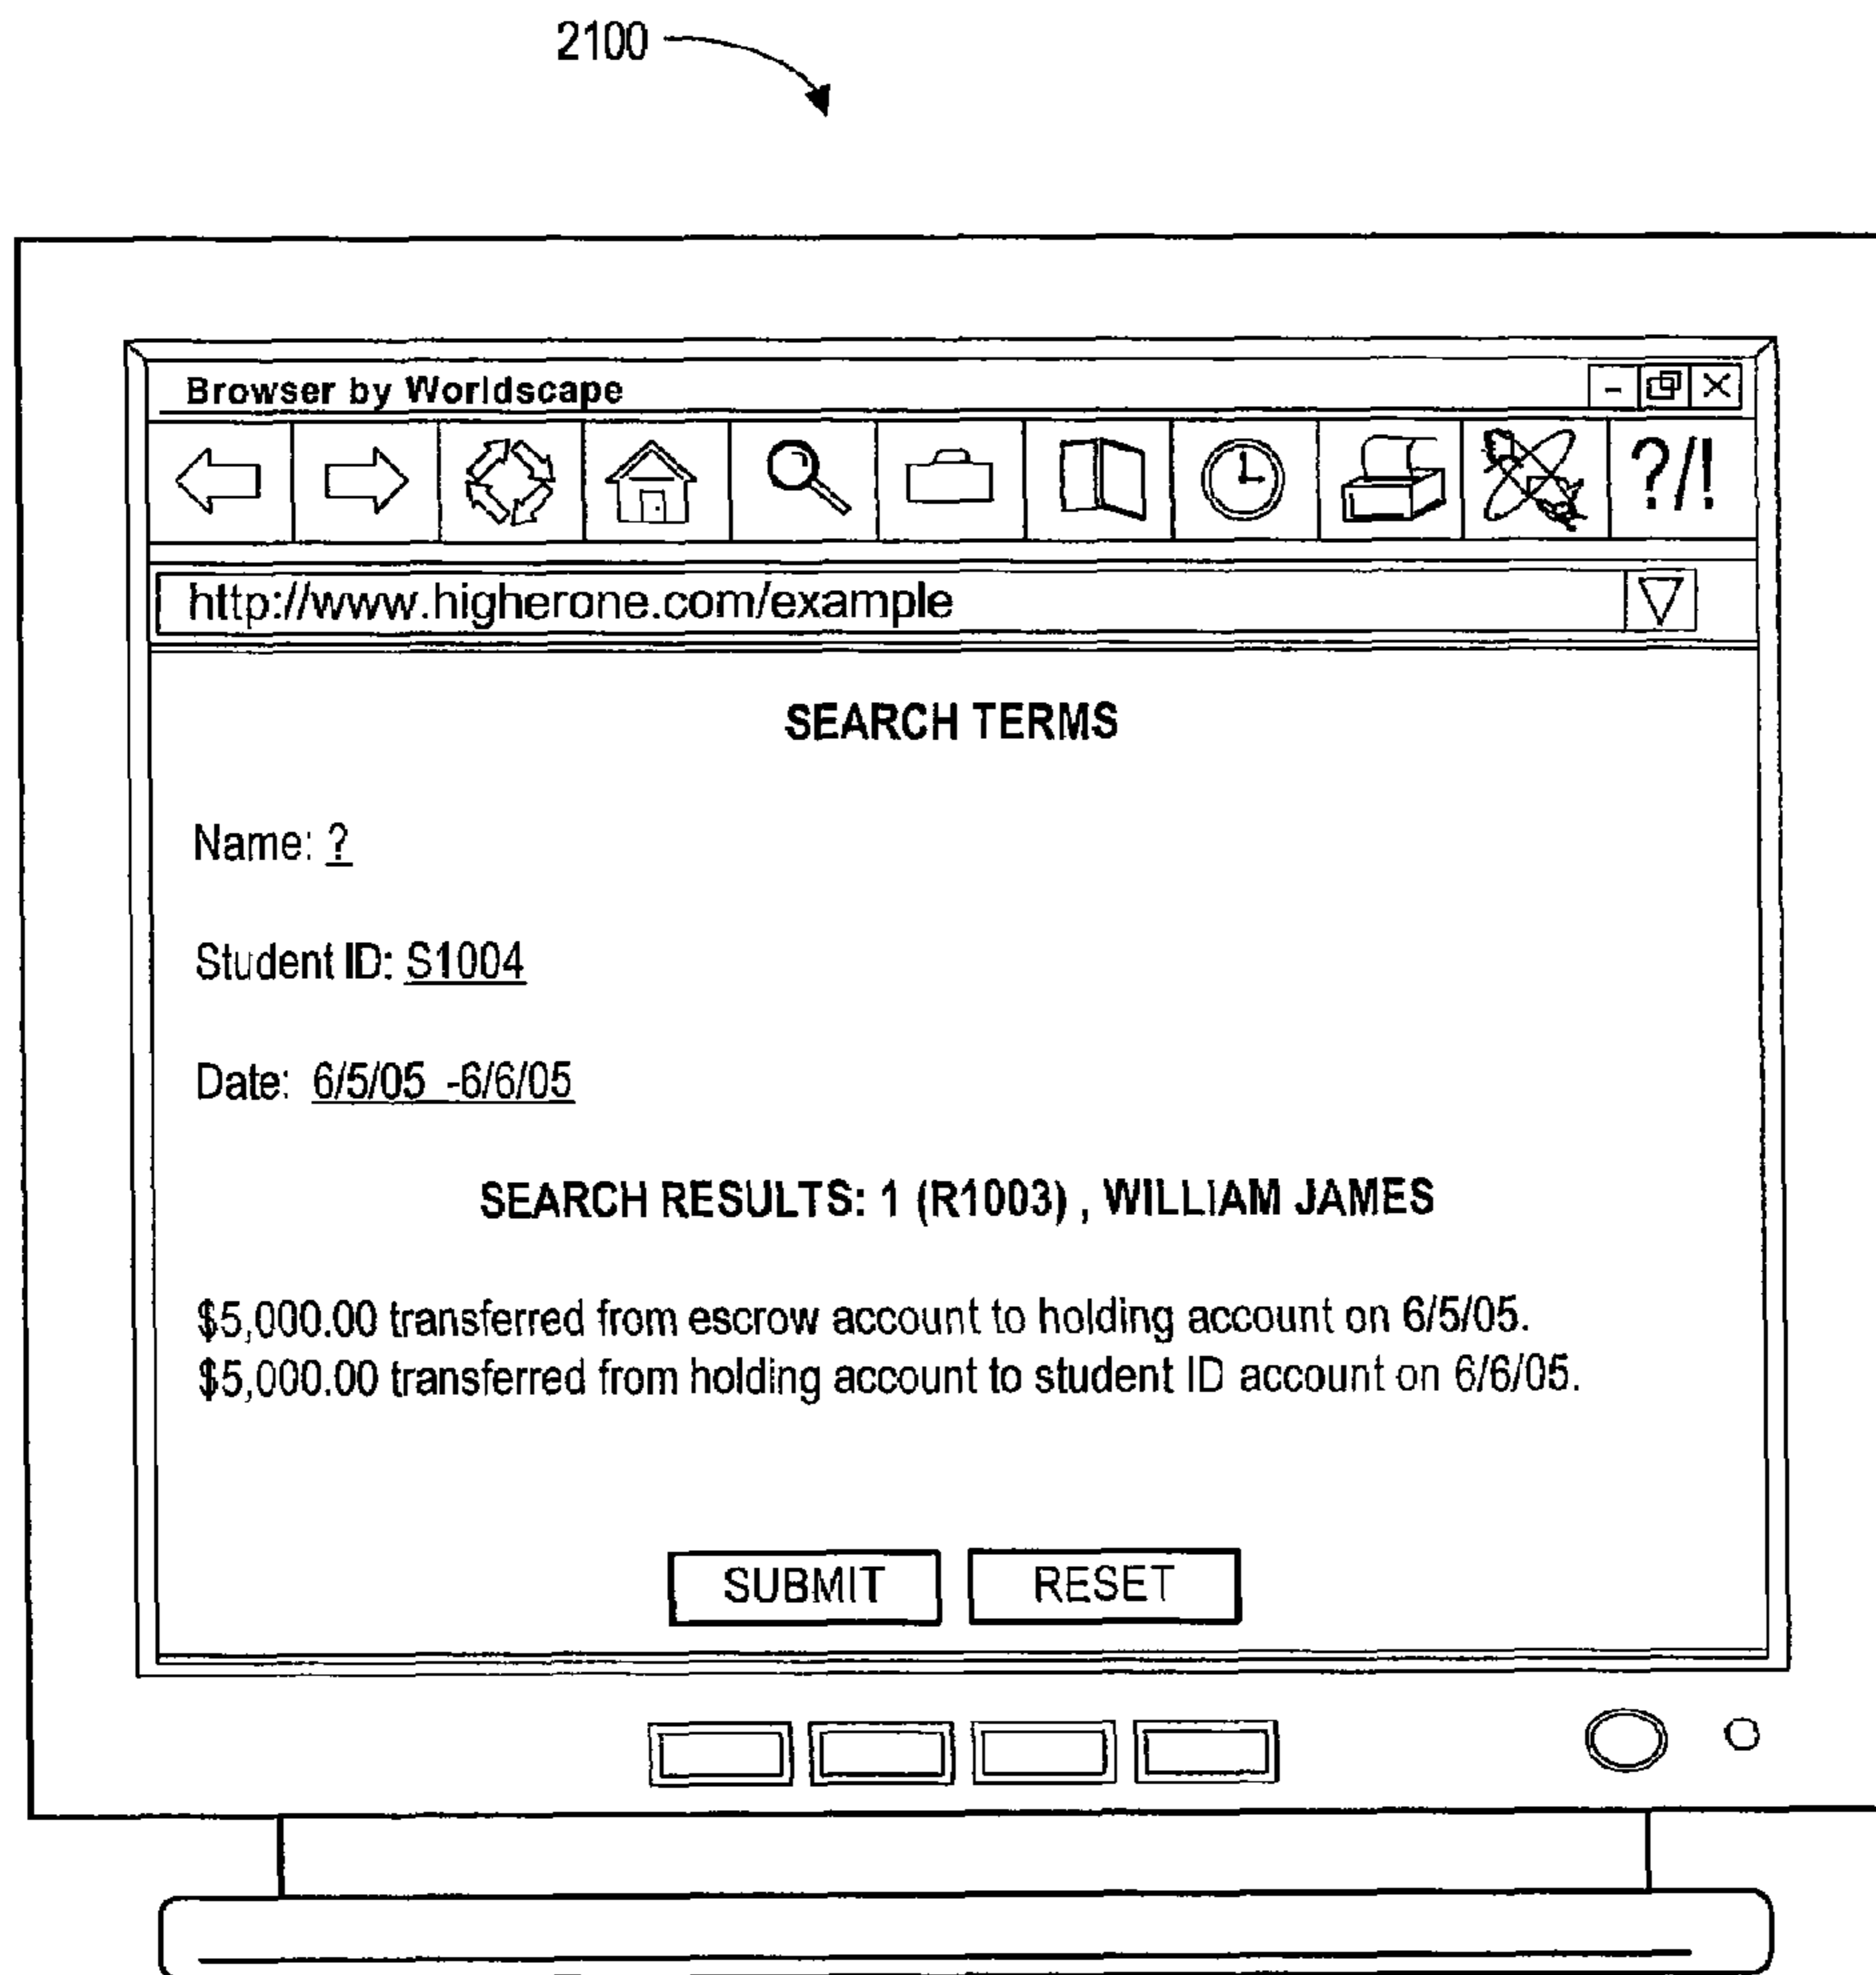 2100
Browser by Worldscape
?/!
http://www.higherone.com/example
SEARCH TERMS
Name: ?
Student ID: S1004
Date: 6/5/05 -6/6/05
SEARCH RESULTS: 1 (R1003) , WILLIAM JAMES
$5,000.00 transferred from escrow account to holding account on 6/5/05.
$5,000.00 transferred from holding account to student ID account on 6/6/05.
SUBMIT RESET